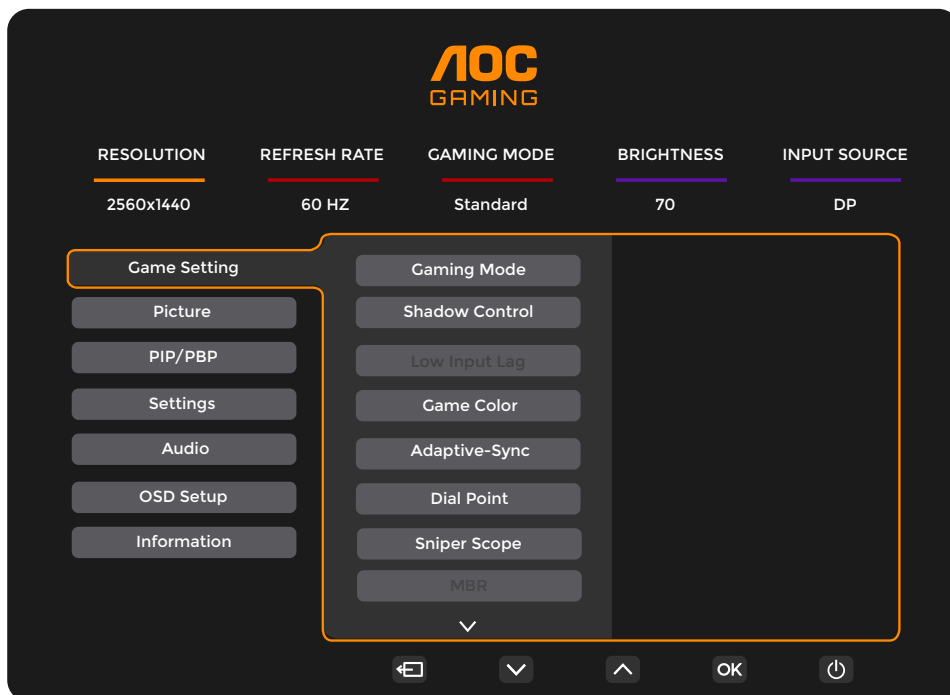 AOC
GAMING
RESOLUTION REFRESH RATE GAMING MODE BRIGHTNESS INPUT SOURCE
2560x1440 60 HZ Standard 70 DP
Game Setting
Picture
PIP/PBP
Settings
Audio
OSD Setup
Information
Gaming Mode
Shadow Control
Low Input Lag
Game Color
Adaptive-Sync
Dial Point
Sniper Scope
MBR
OK